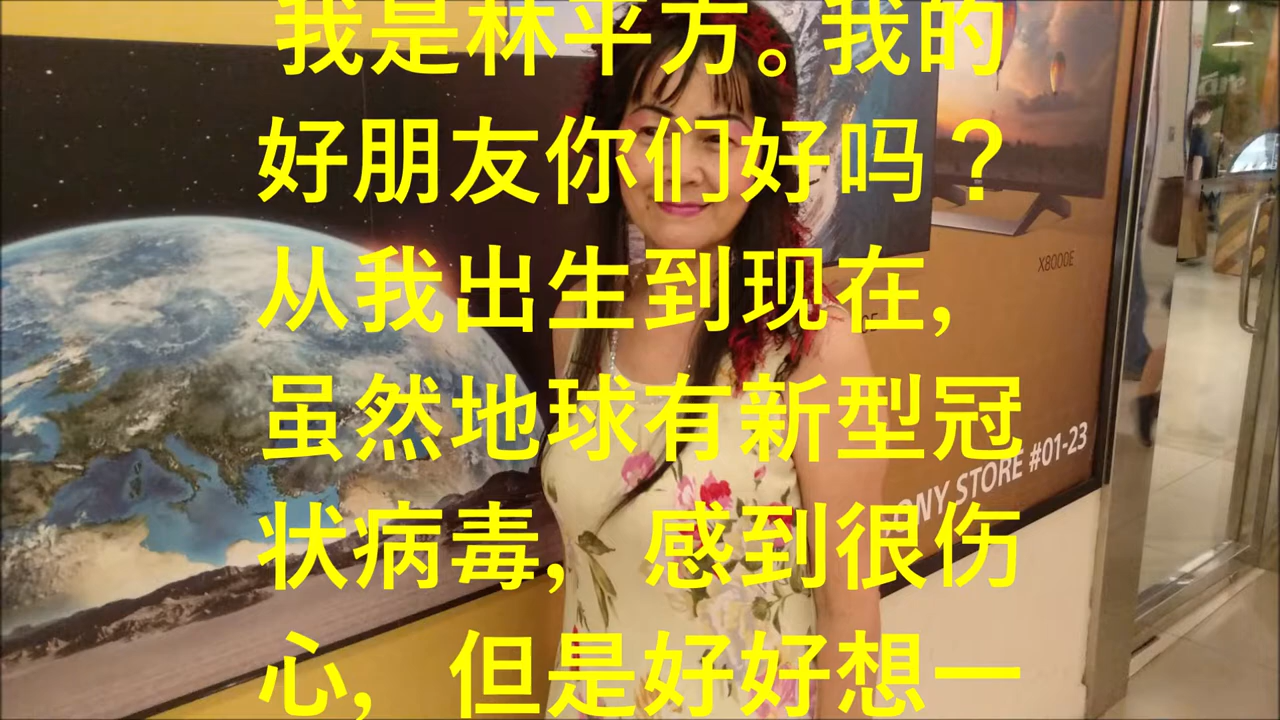 我是林平方。我的
好朋友你们好吗？
从我出生到现在,
虽然地球有新型冠
状病毒, 感到很伤
心, 但是好好想一
X8000E
SONY STORE #01-23